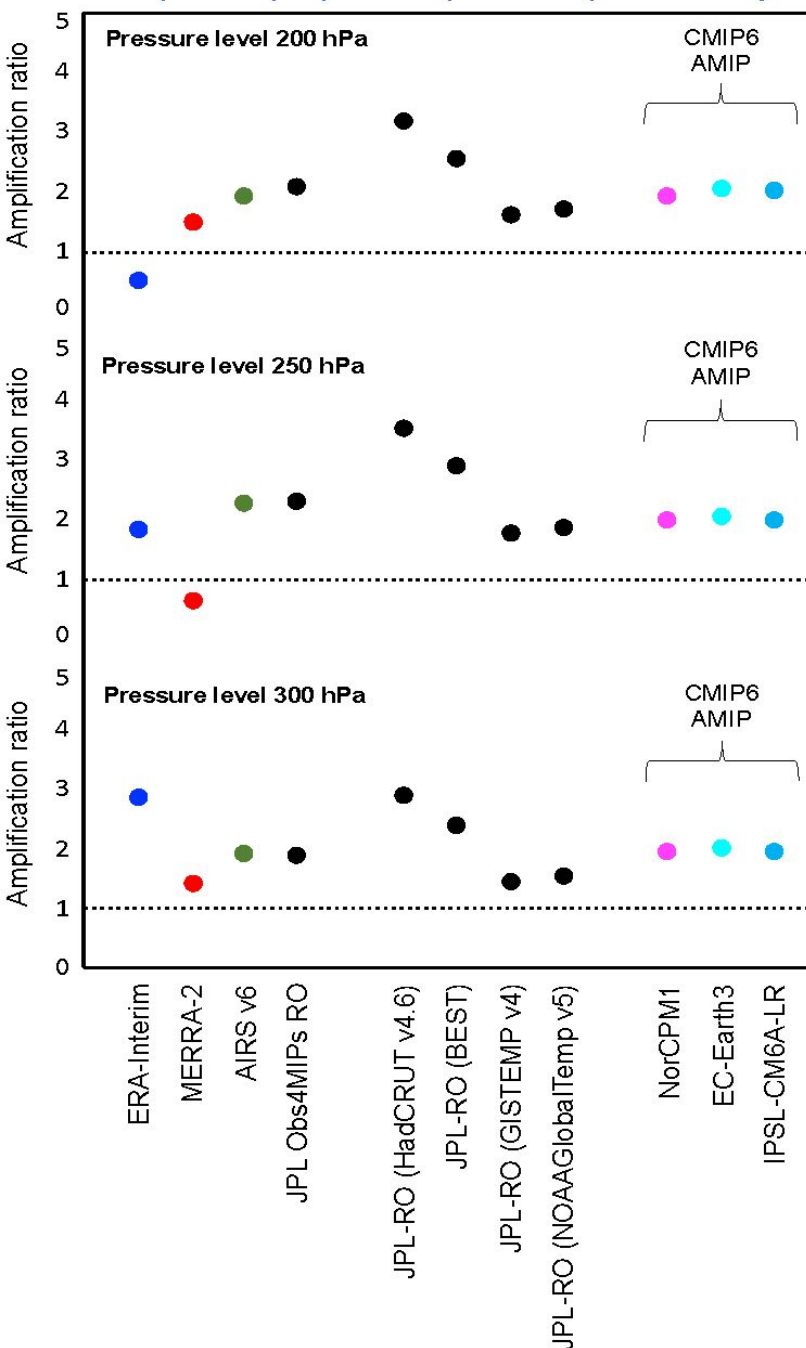 Pressure level 200 hPa
CMIP6
AMIP
Amplification ratio
5
4
3
2
1
0
Pressure level 250 hPa
CMIP6
AMIP
Amplification ratio
5
4
3
2
1
0
Pressure level 300 hPa
CMIP6
AMIP
Amplification ratio
5
4
3
2
1
0
ERA-Interim
MERRA-2
AIRS v6
JPL Obs4MIPs RO
JPL-RO (HadCRUT v4.6)
JPL-RO (BEST)
JPL-RO (GISTEMP v4)
JPL-RO (NOAAGlobalTemp v5)
NorCPM1
EC-Earth3
IPSL-CM6A-LR